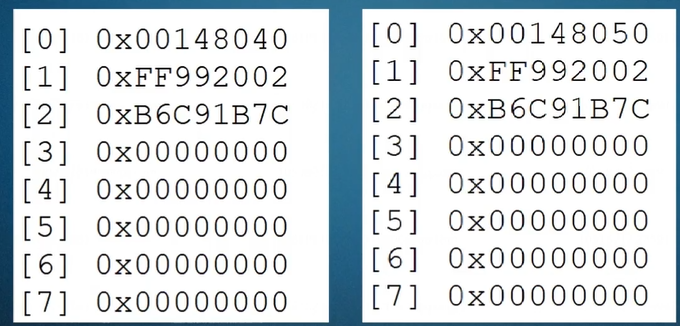 [0] 0x00148040
[1] 0xFF992002
[2] 0xB6C91B7C
[3] 0x00000000
[4] 0x00000000
[5] 0x00000000
[6] 0x00000000
[7] 0x00000000
[0] 0x00148050
[1] 0xFF992002
[2] 0xB6C91B7C
[3] 0x00000000
[4] 0x00000000
[5] 0x00000000
[6] 0x00000000
[7] 0x00000000